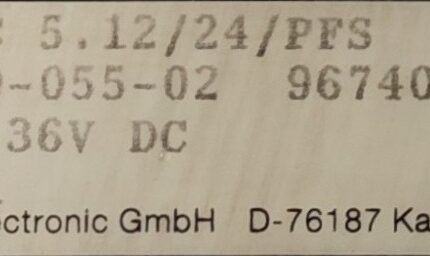 5.12/24/PFS
-055-02 96740
36V DC
ctronic GmbH D-76187 Ka